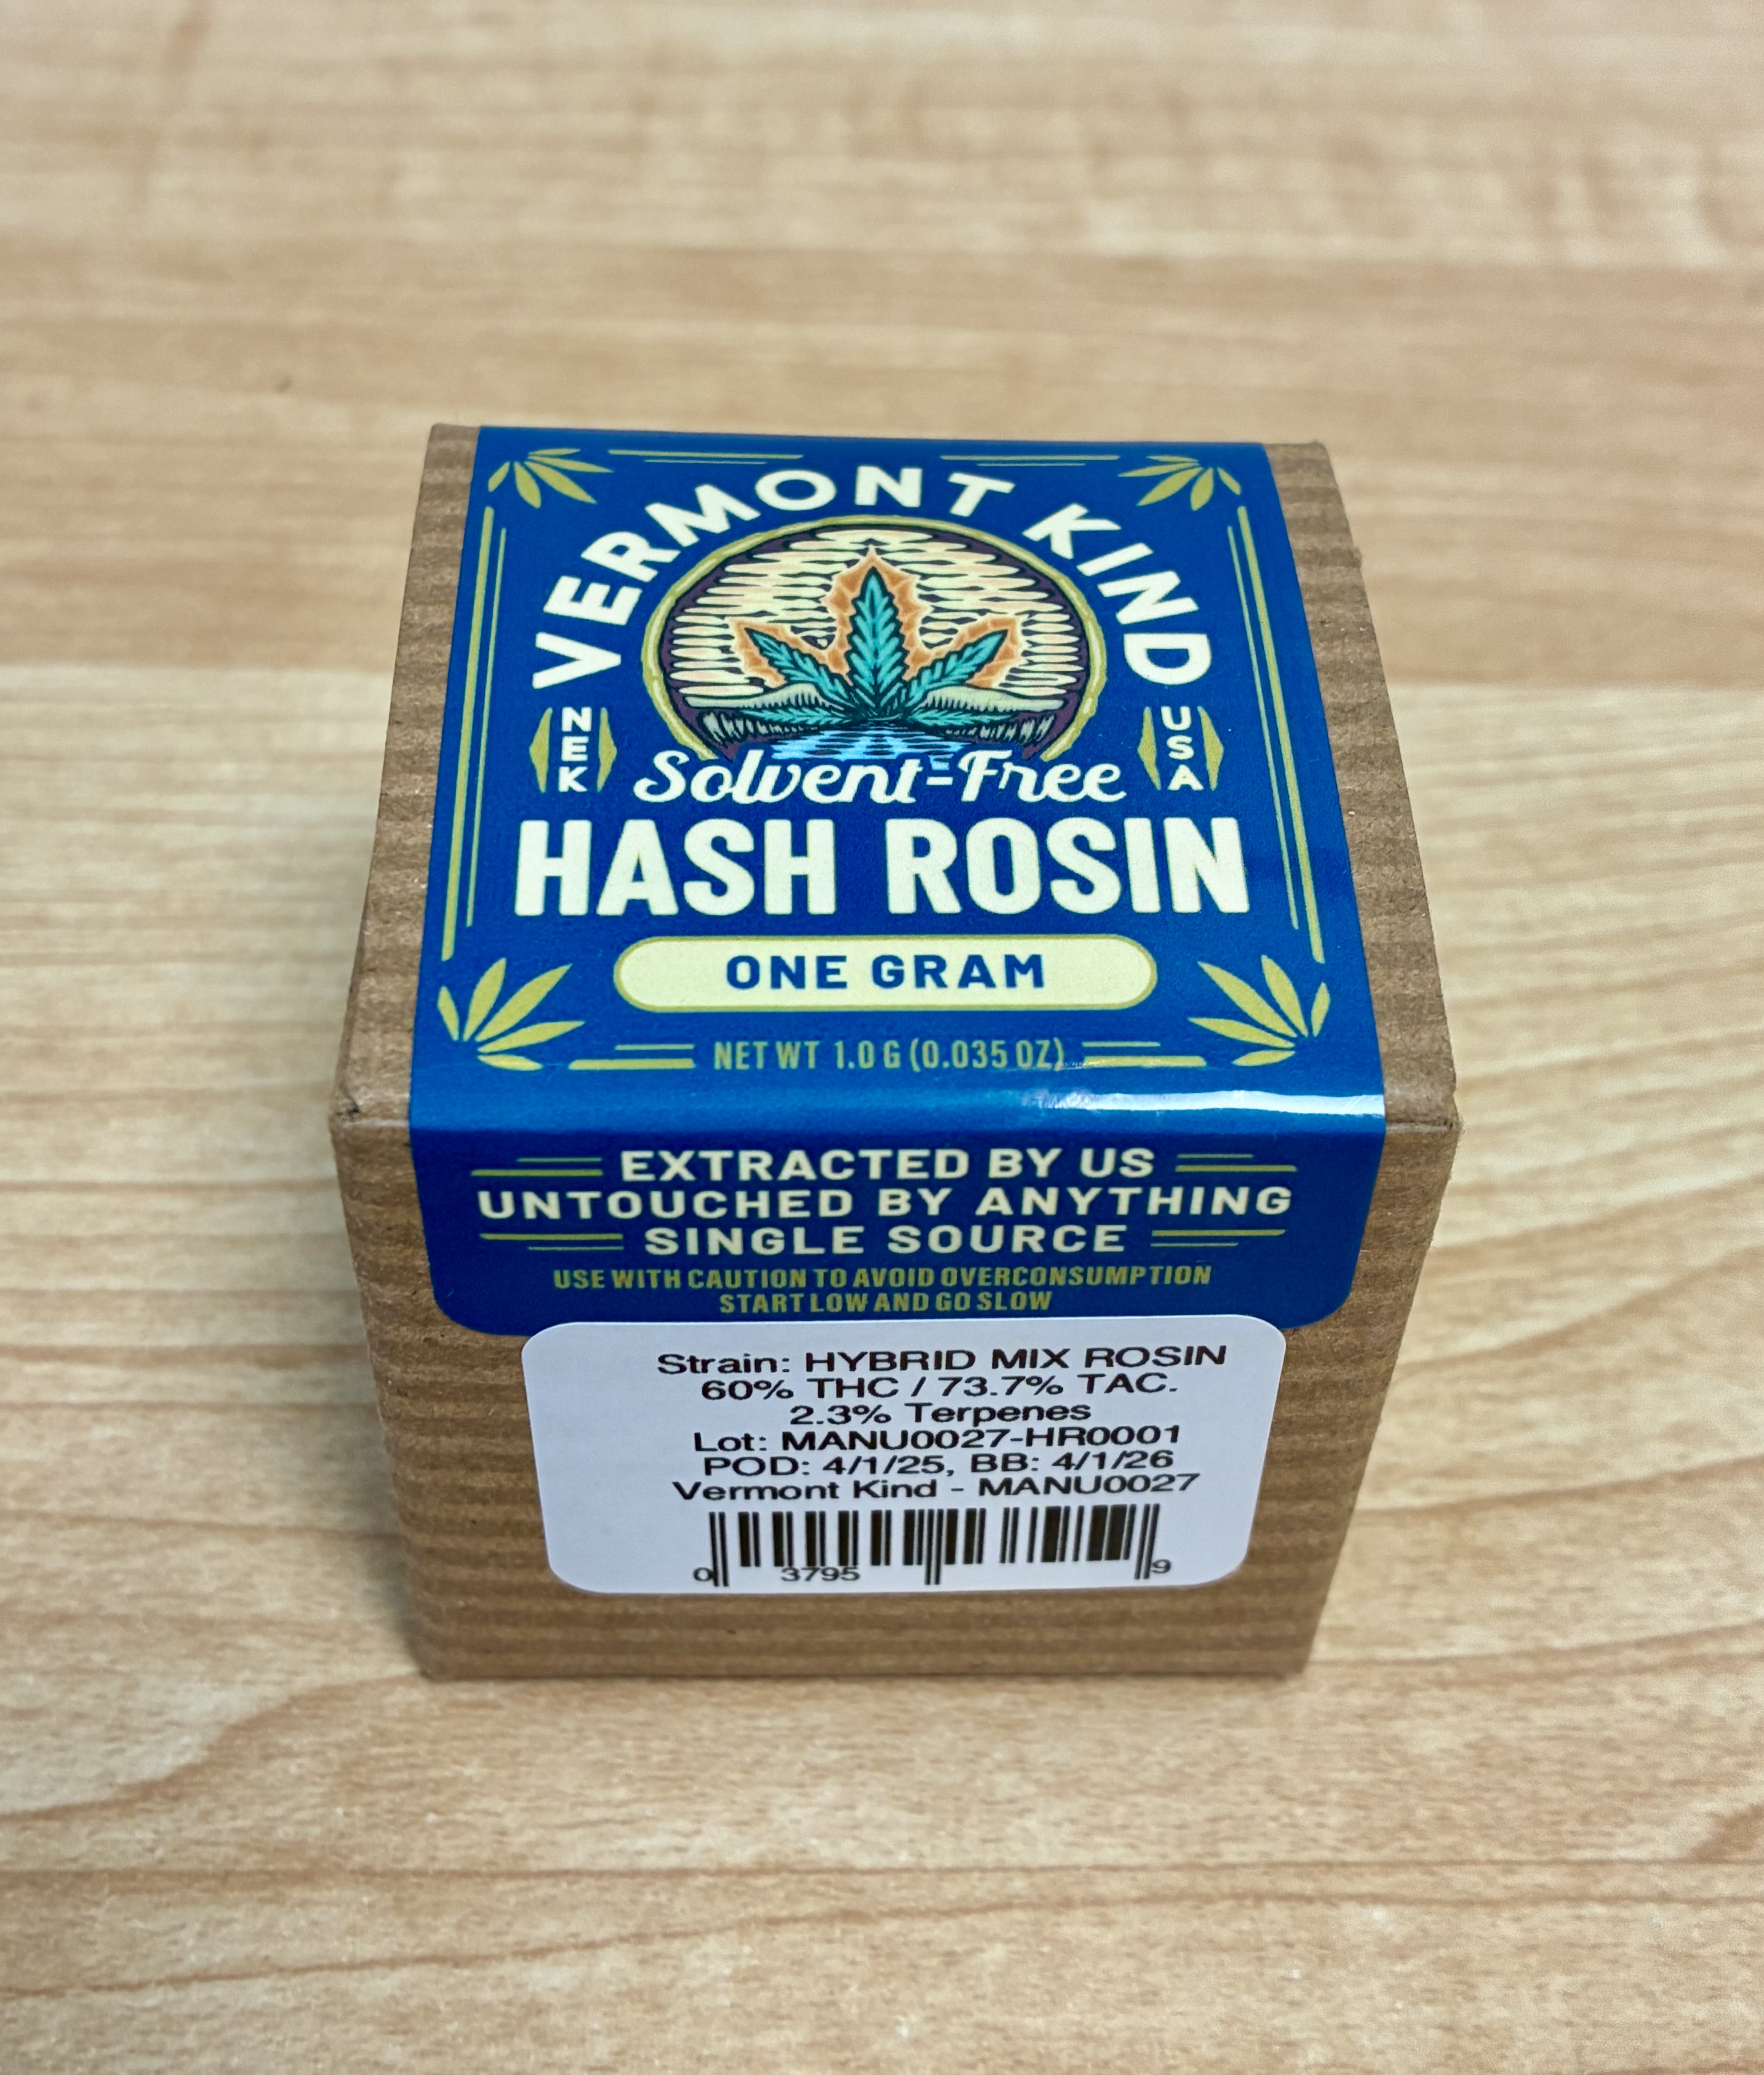 VERMONT KIND
NEK
USA
Solvent-Free
HASH ROSIN
ONE GRAM
NET WT 1.0 G (0.035 OZ)
EXTRACTED BY US
UNTOUCHED BY ANYTHING
SINGLE SOURCE
USE WITH CAUTION TO AVOID OVERCONSUMPTION
START LOW AND GO SLOW
Strain: HYBRID MIX ROSIN
60% THC / 73.7% TAC.
2.3% Terpenes
Lot: MANU0027-HR0001
POD: 4/1/25, BB: 4/1/26
Vermont Kind - MANU0027
0 3795 9